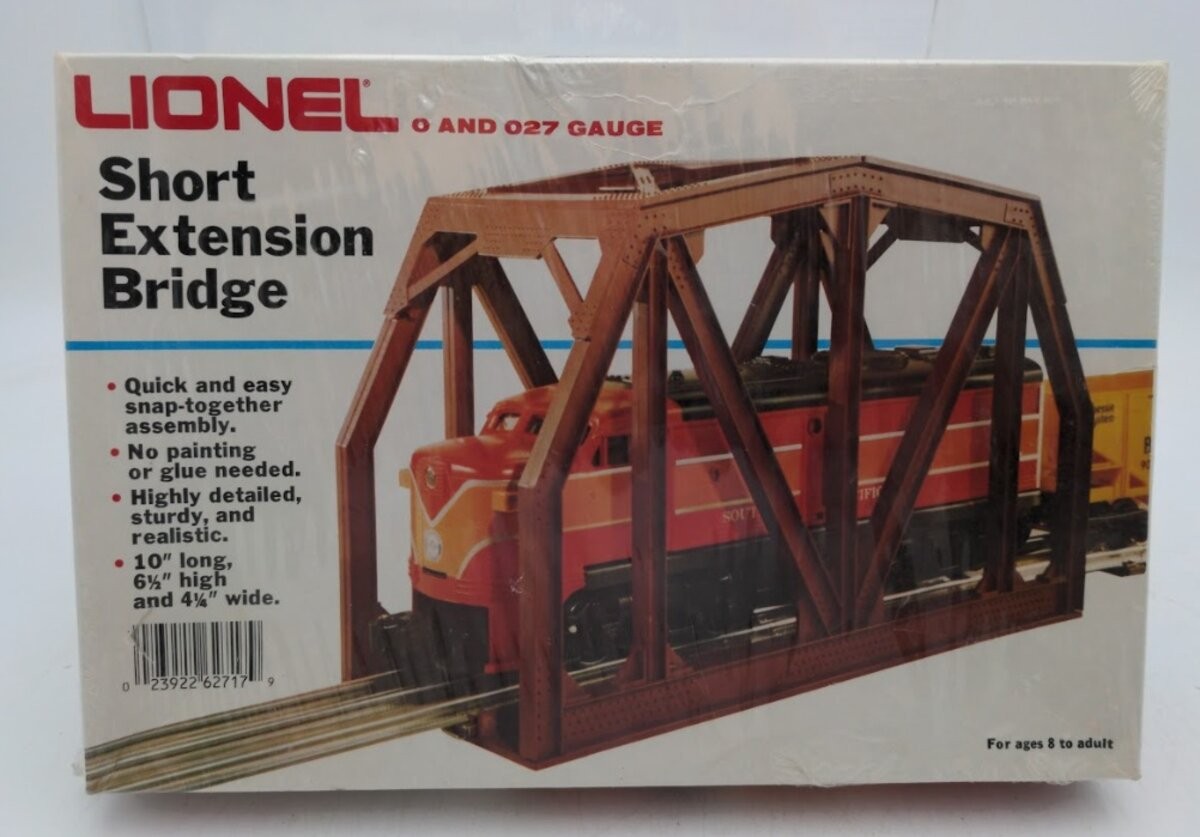 LIONEL® O AND 027 GAUGE
Short
Extension
Bridge
• Quick and easy
snap-together
assembly.
• No painting
or glue needed.
• Highly detailed,
sturdy, and
realistic.
• 10" long,
6½" high
and 4¼" wide.
0 23922 62717 9
SOUT
IFIC
For ages 8 to adult